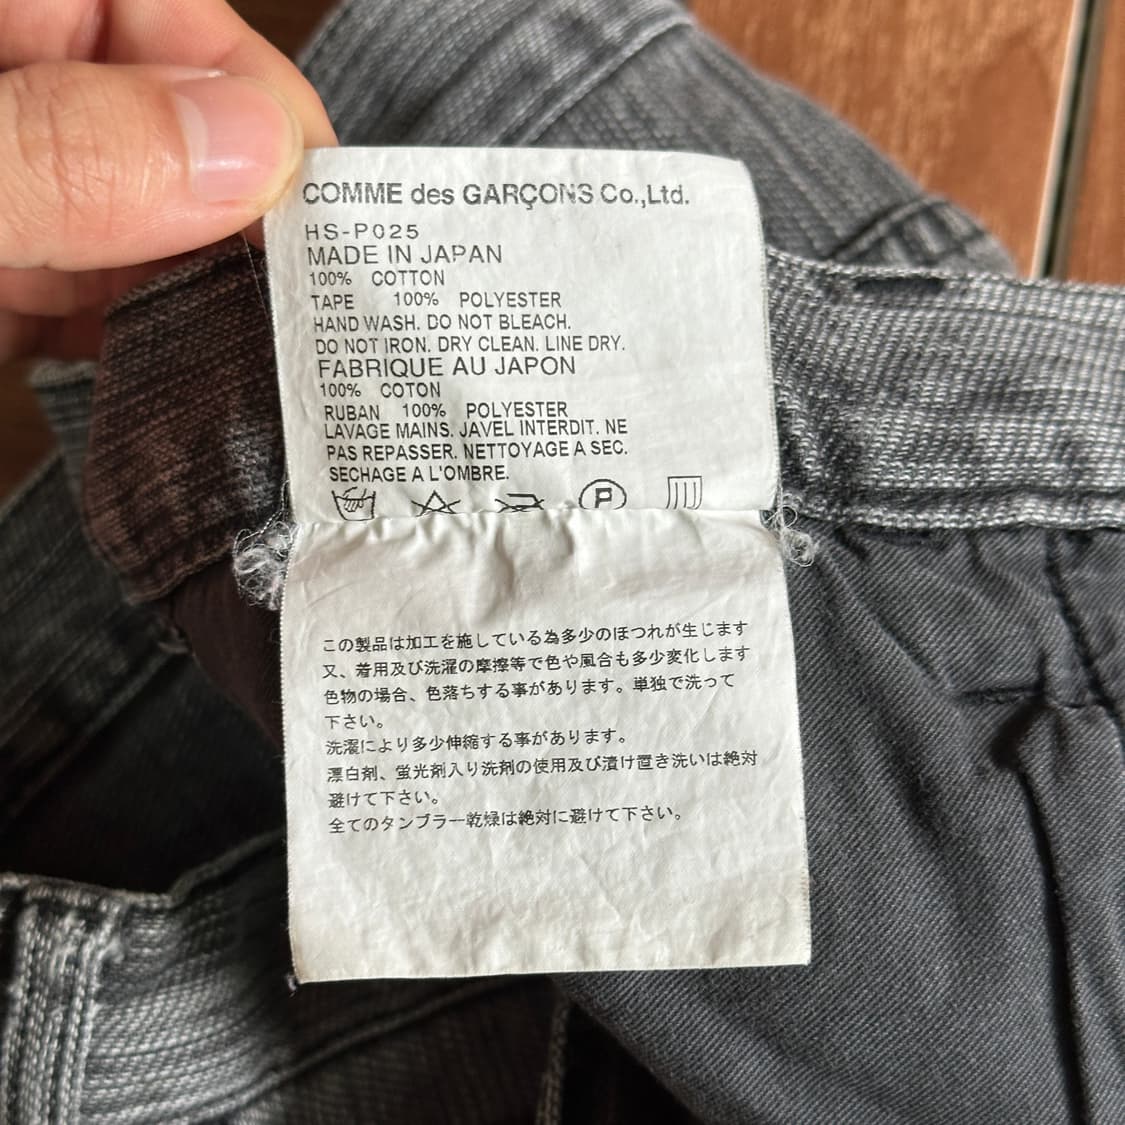 COMME des GARÇONS Co.,Ltd.
HS-P025
MADE IN JAPAN
100% COTTON
TAPE 100% POLYESTER
HAND WASH. DO NOT BLEACH.
DO NOT IRON. DRY CLEAN. LINE DRY.
FABRIQUE AU JAPON
100% COTON
RUBAN 100% POLYESTER
LAVAGE MAINS. JAVEL INTERDIT. NE
PAS REPASSER. NETTOYAGE A SEC.
SECHAGE A L'OMBRE.
P
この製品は加工を施している為多少のほつれが生じます
又、着用及び洗濯の摩擦等で色や風合も多少変化します
色物の場合、色落ちする事があります。単独で洗って
下さい。
洗濯により多少伸縮する事があります。
漂白剤、蛍光剤入り洗剤の使用及び漬け置き洗いは絶対
避けて下さい。
全てのタンブラー乾燥は絶対に避けて下さい。